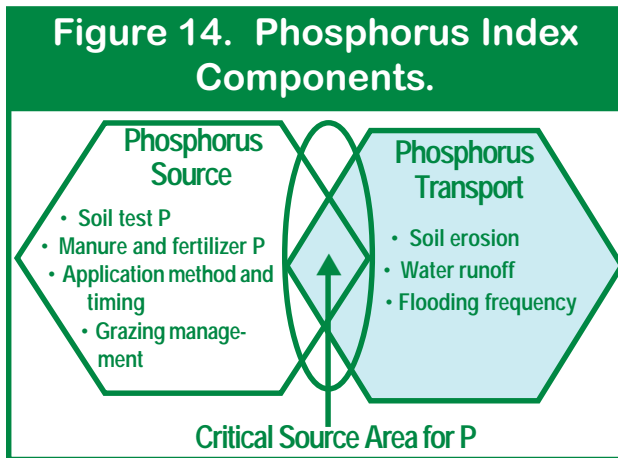 Figure 14. Phosphorus Index
Components.
Phosphorus
Source
• Soil test P
• Manure and fertilizer P
• Application method and
timing
• Grazing manage-
ment
Phosphorus
Transport
• Soil erosion
• Water runoff
• Flooding frequency
Critical Source Area for P